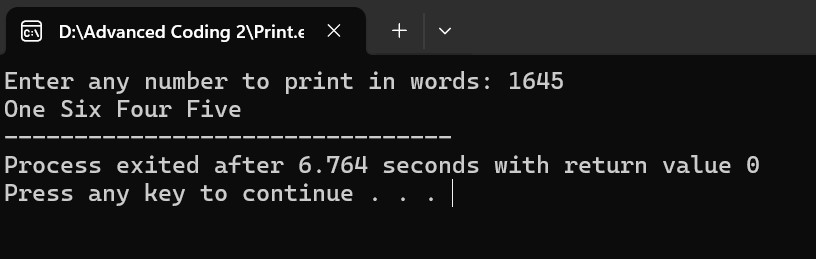 D:\Advanced Coding 2\Print.e
Enter any number to print in words: 1645
One Six Four Five
--------------------------------
Process exited after 6.764 seconds with return value 0
Press any key to continue . . .